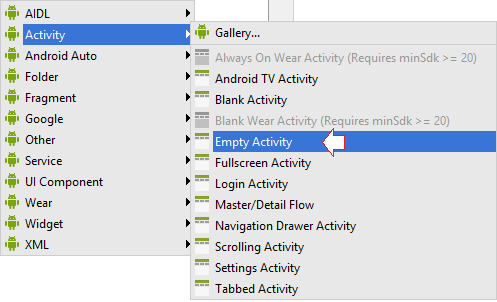 AIDL
Activity
Android Auto
Folder
Fragment
Google
Other
Service
UI Component
Wear
Widget
XML
Gallery...
Always On Wear Activity (Requires minSdk >= 20)
Android TV Activity
Blank Activity
Blank Wear Activity (Requires minSdk >= 20)
Empty Activity
Fullscreen Activity
Login Activity
Master/Detail Flow
Navigation Drawer Activity
Scrolling Activity
Settings Activity
Tabbed Activity